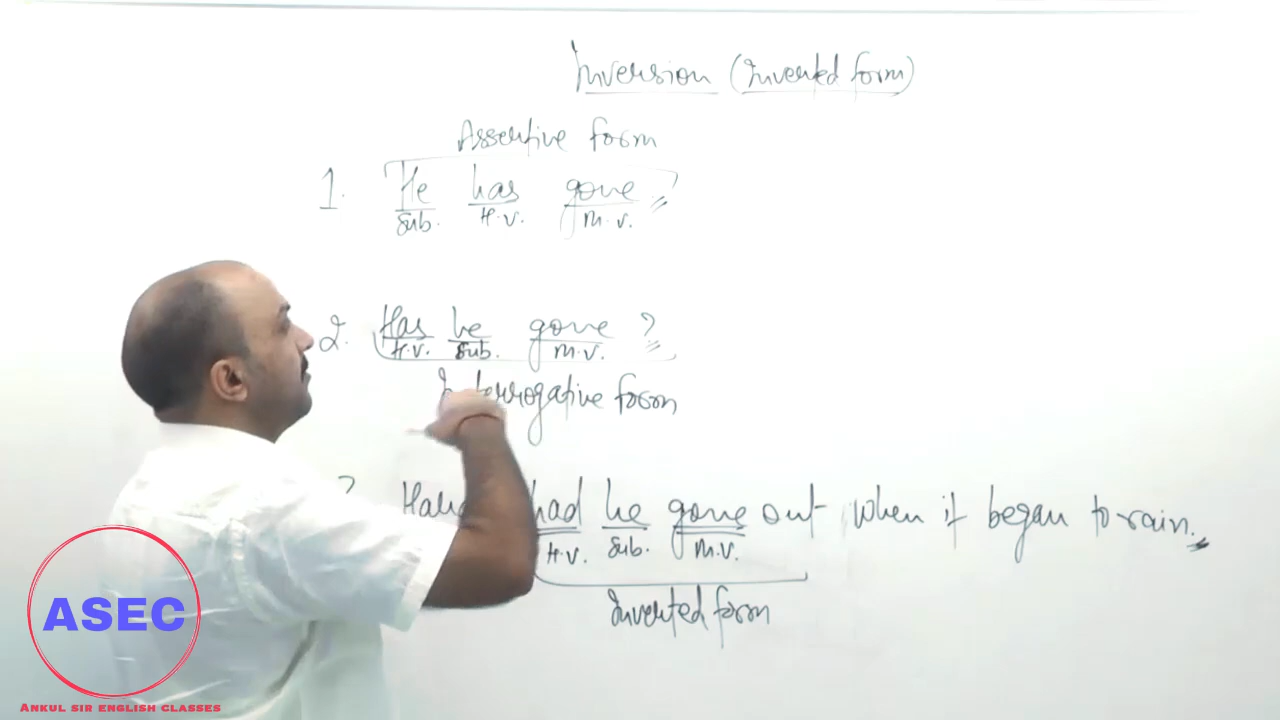 Inversion (Inverted form)
Assertive form
1. He has gone
Sub. H.v. M.v.
2. Has he gone ?
H.v. Sub. M.v.
Interrogative form
had he gone out when it began to rain.
H.v. Sub. M.v.
Inverted form
ASEC
ANKUL SIR ENGLISH CLASSES